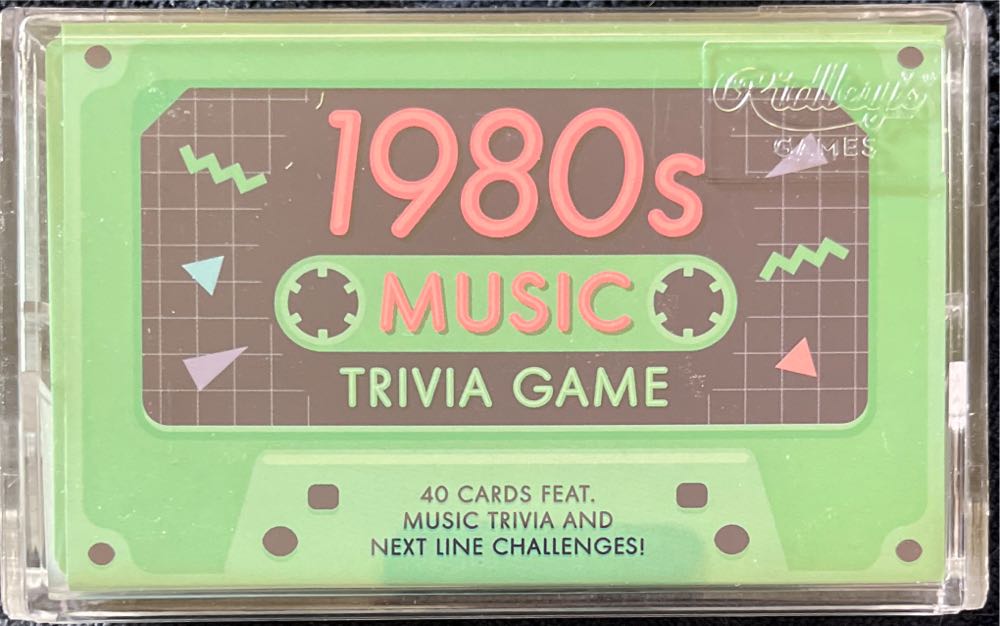 Ridley's
GAMES
1980s
MUSIC
TRIVIA GAME
40 CARDS FEAT.
MUSIC TRIVIA AND
NEXT LINE CHALLENGES!